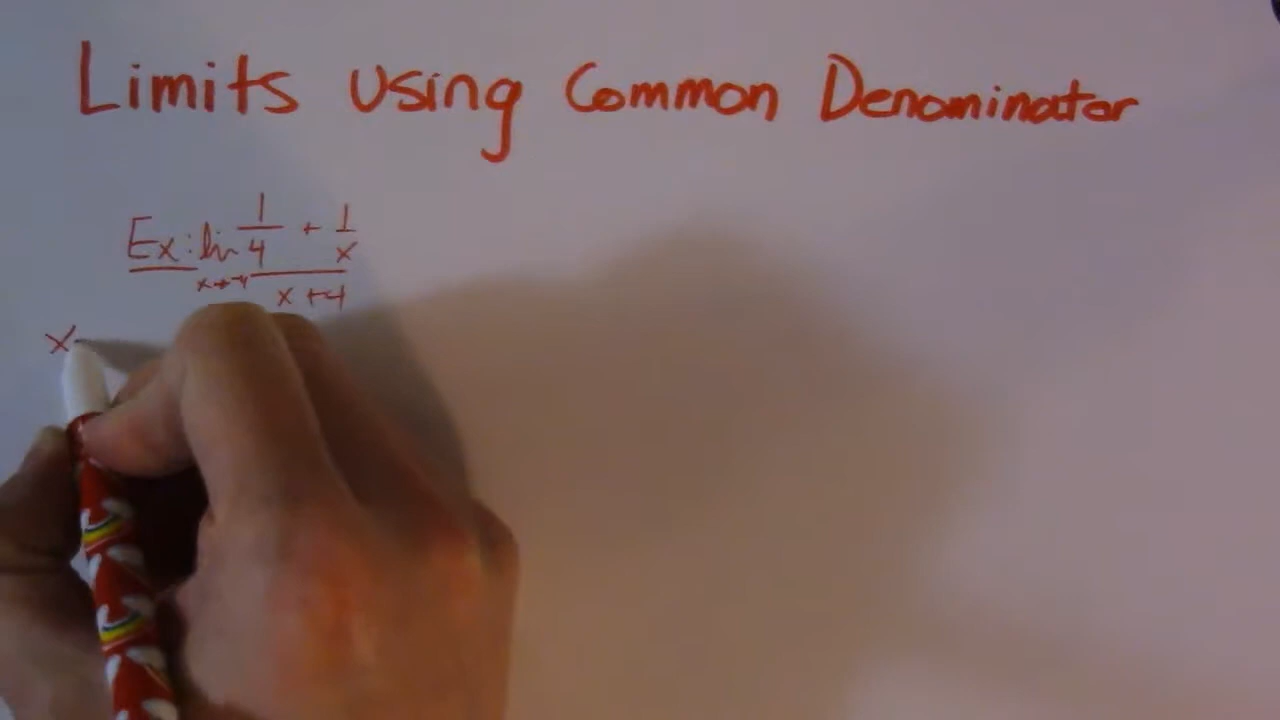 Limits Using Common Denominator
Ex: lim x→-4 (1/4 + 1/x)/(x+4)
x